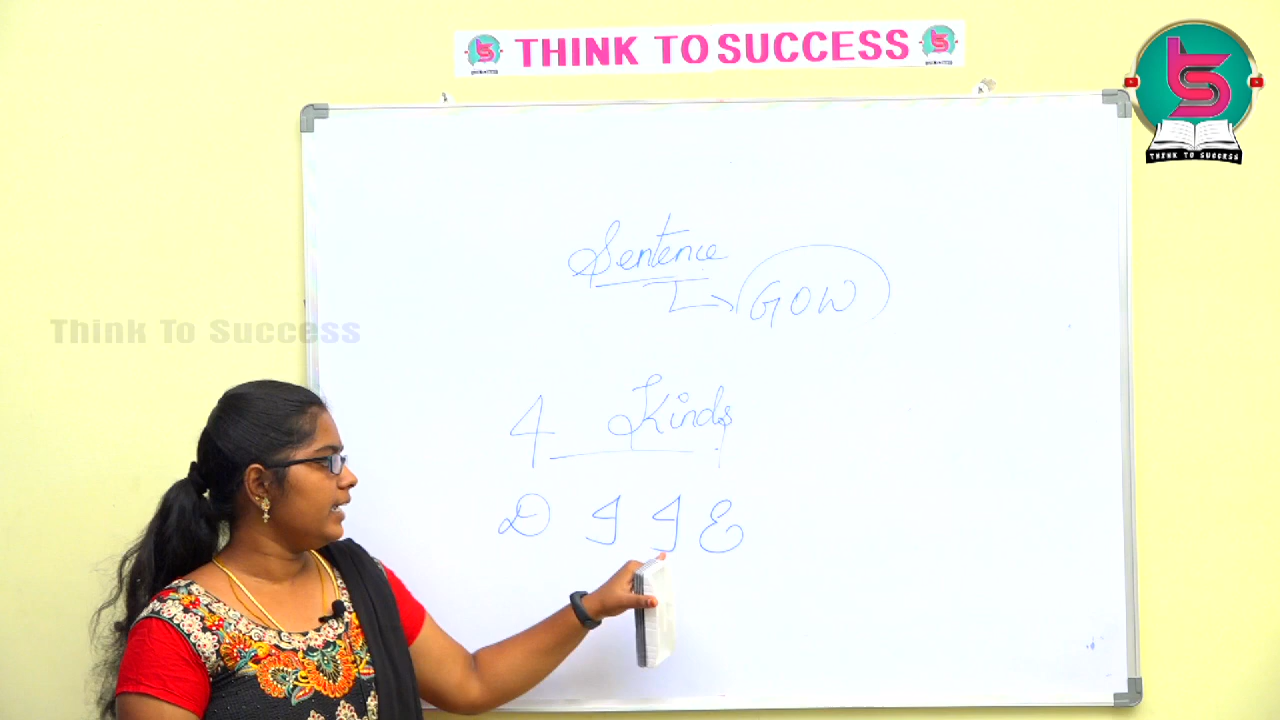 THINK TO SUCCESS
THINK TO SUCCESS
Sentence
GOW
Think To Success
4 Kinds
D I I E